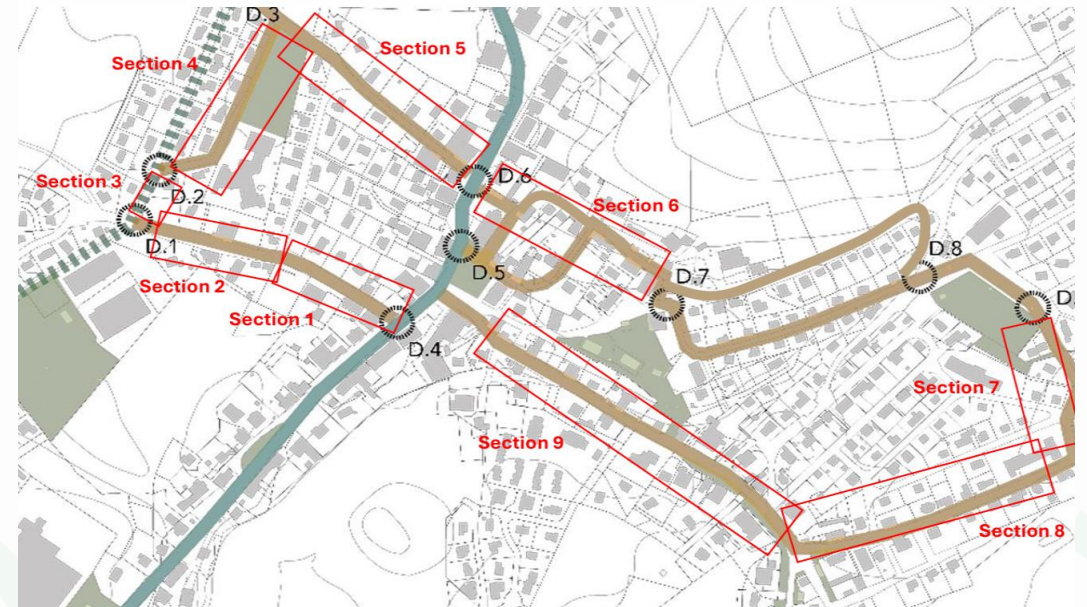 D.3
Section 5
Section 4
D.6
Section 3
D.2
Section 6
D.1
D.5
D.8
D.7
Section 2
Section 1
D.4
Section 7
Section 9
Section 8